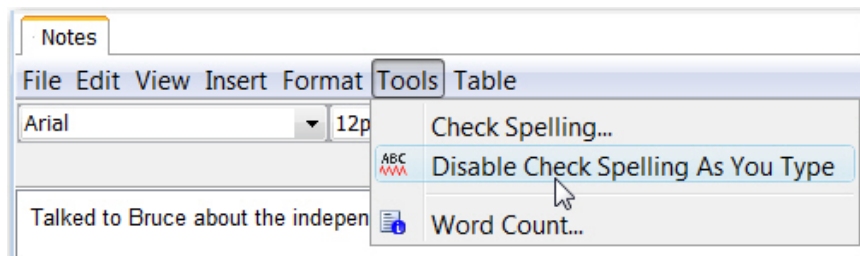 Notes
File Edit View Insert Format Tools Table
Arial 12p
Check Spelling...
ABC Disable Check Spelling As You Type
Talked to Bruce about the indepen
Word Count...